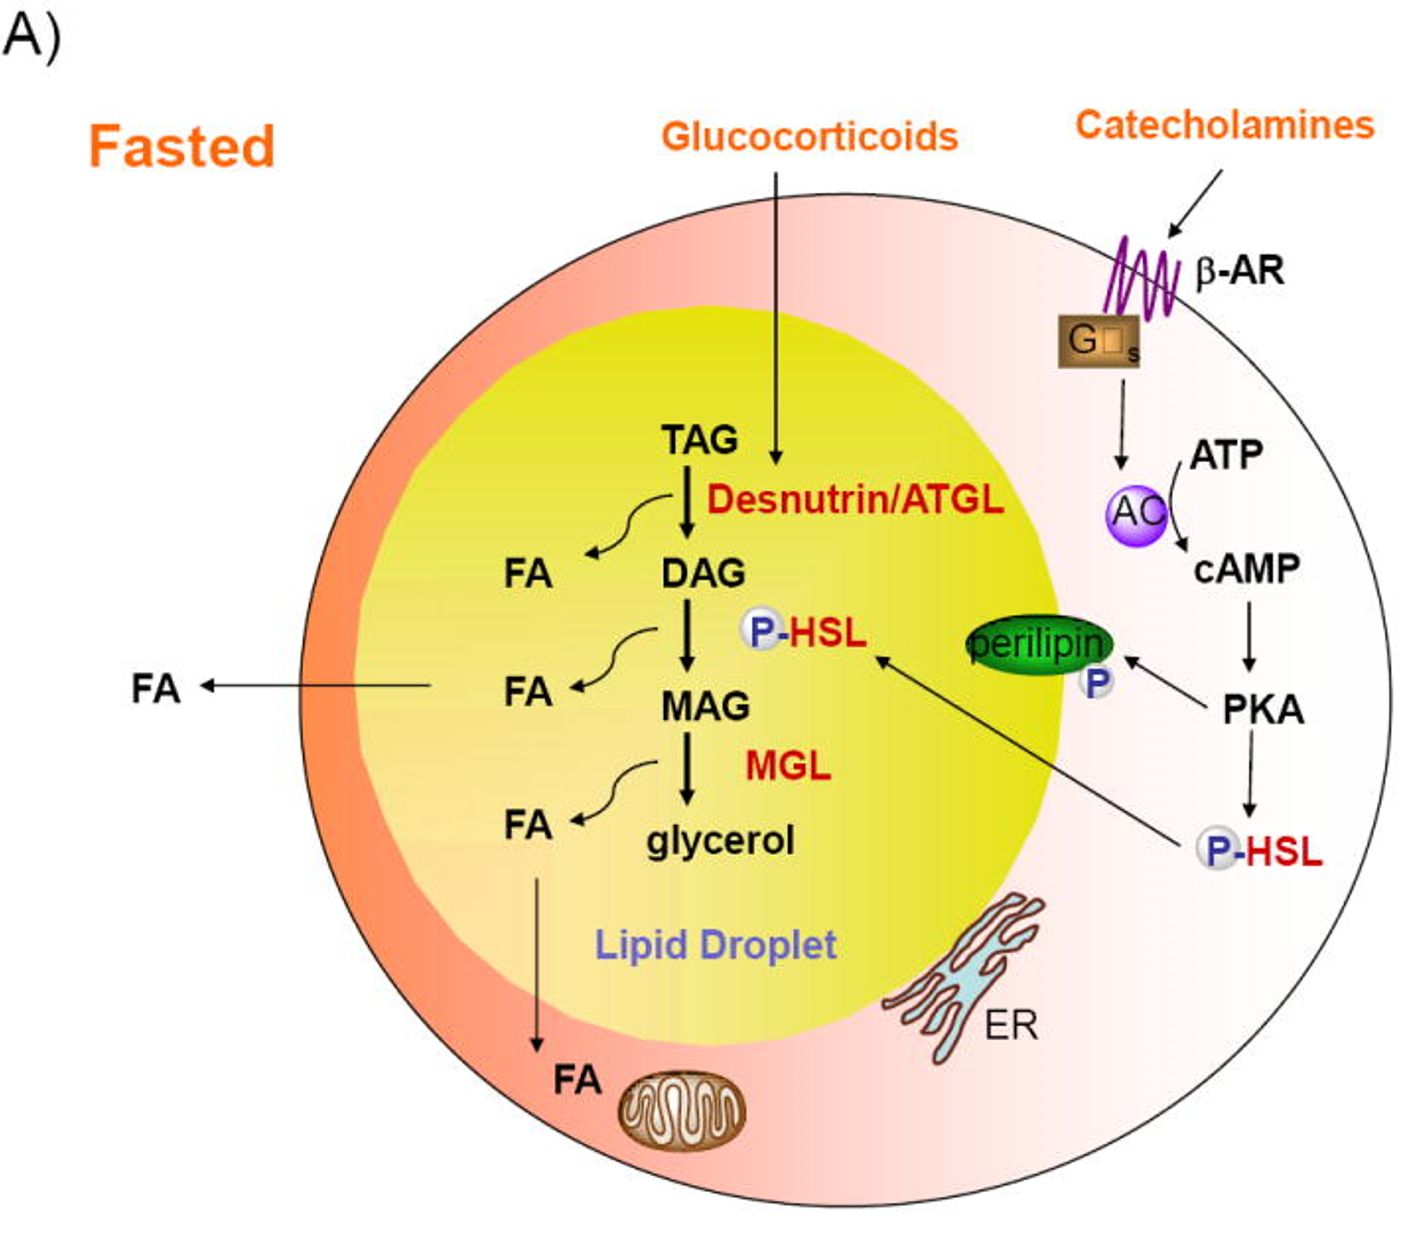 A)
Fasted
Glucocorticoids
Catecholamines
β-AR
G□s
TAG
ATP
Desnutrin/ATGL
AC
FA
DAG
cAMP
P-HSL
perilipin
P
FA
FA
MAG
PKA
MGL
FA
glycerol
P-HSL
Lipid Droplet
ER
FA